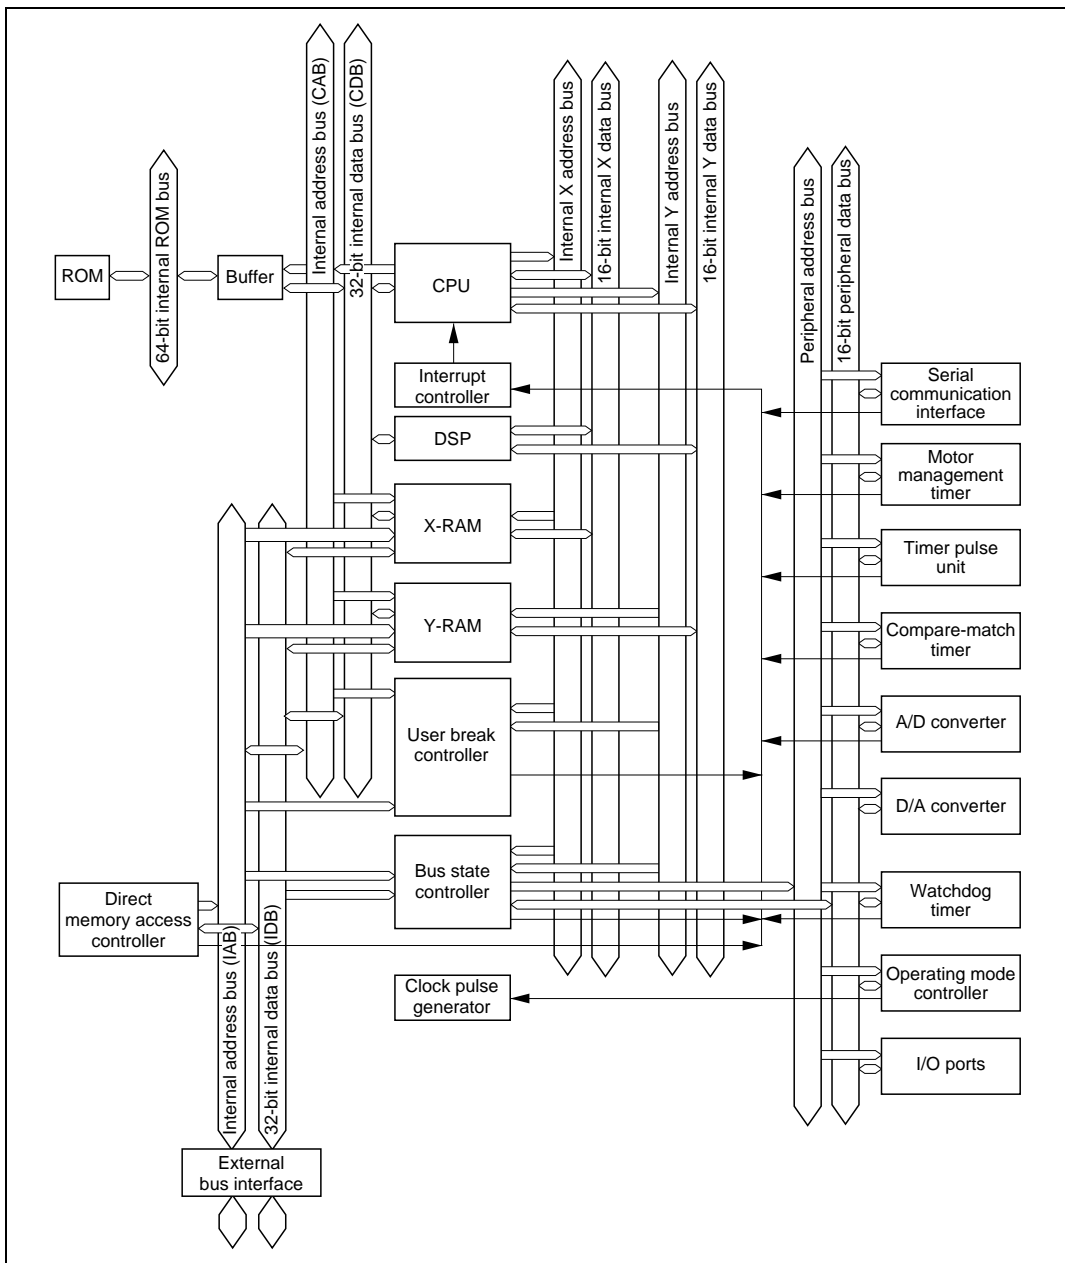 Internal address bus (CAB)
32-bit internal data bus (CDB)
Internal X address bus
16-bit internal X data bus
Internal Y address bus
16-bit internal Y data bus
Peripheral address bus
16-bit peripheral data bus
64-bit internal ROM bus
ROM
Buffer
CPU
Interrupt
controller
DSP
X-RAM
Y-RAM
User break
controller
Bus state
controller
Clock pulse
generator
Direct
memory access
controller
Internal address bus (IAB)
32-bit internal data bus (IDB)
External
bus interface
Serial
communication
interface
Motor
management
timer
Timer pulse
unit
Compare-match
timer
A/D converter
D/A converter
Watchdog
timer
Operating mode
controller
I/O ports